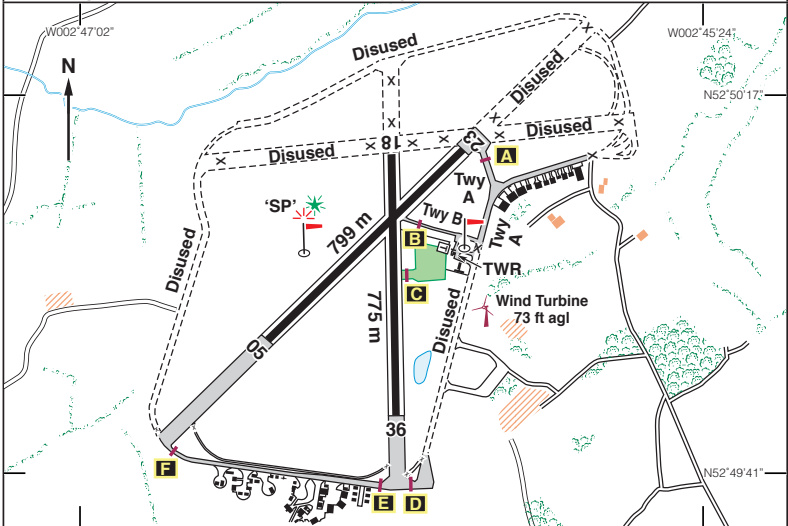 W002°47'02"
W002°45'24"
Disused
N
Disused
N52°50'17"
18
23
Disused
Disused
A
Twy
A
'SP'
799 m
Twy B
B
Twy
A
TWR
C
Disused
775 m
Disused
Wind Turbine
73 ft agl
05
36
F
E
D
N52°49'41"